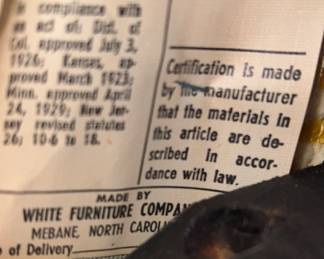 in compliance with
an act of: Dist. of
Col. approved July 3,
1926; Kansas, ap-
proved March 1923;
Minn. approved April
24, 1929; New Jer-
sey revised statutes
26; 10-6 to 18.
Certification is made
by the manufacturer
that the materials in
this article are de-
scribed in accor-
dance with law.
MADE BY
WHITE FURNITURE COMPAN
MEBANE, NORTH CAROLI
of Delivery